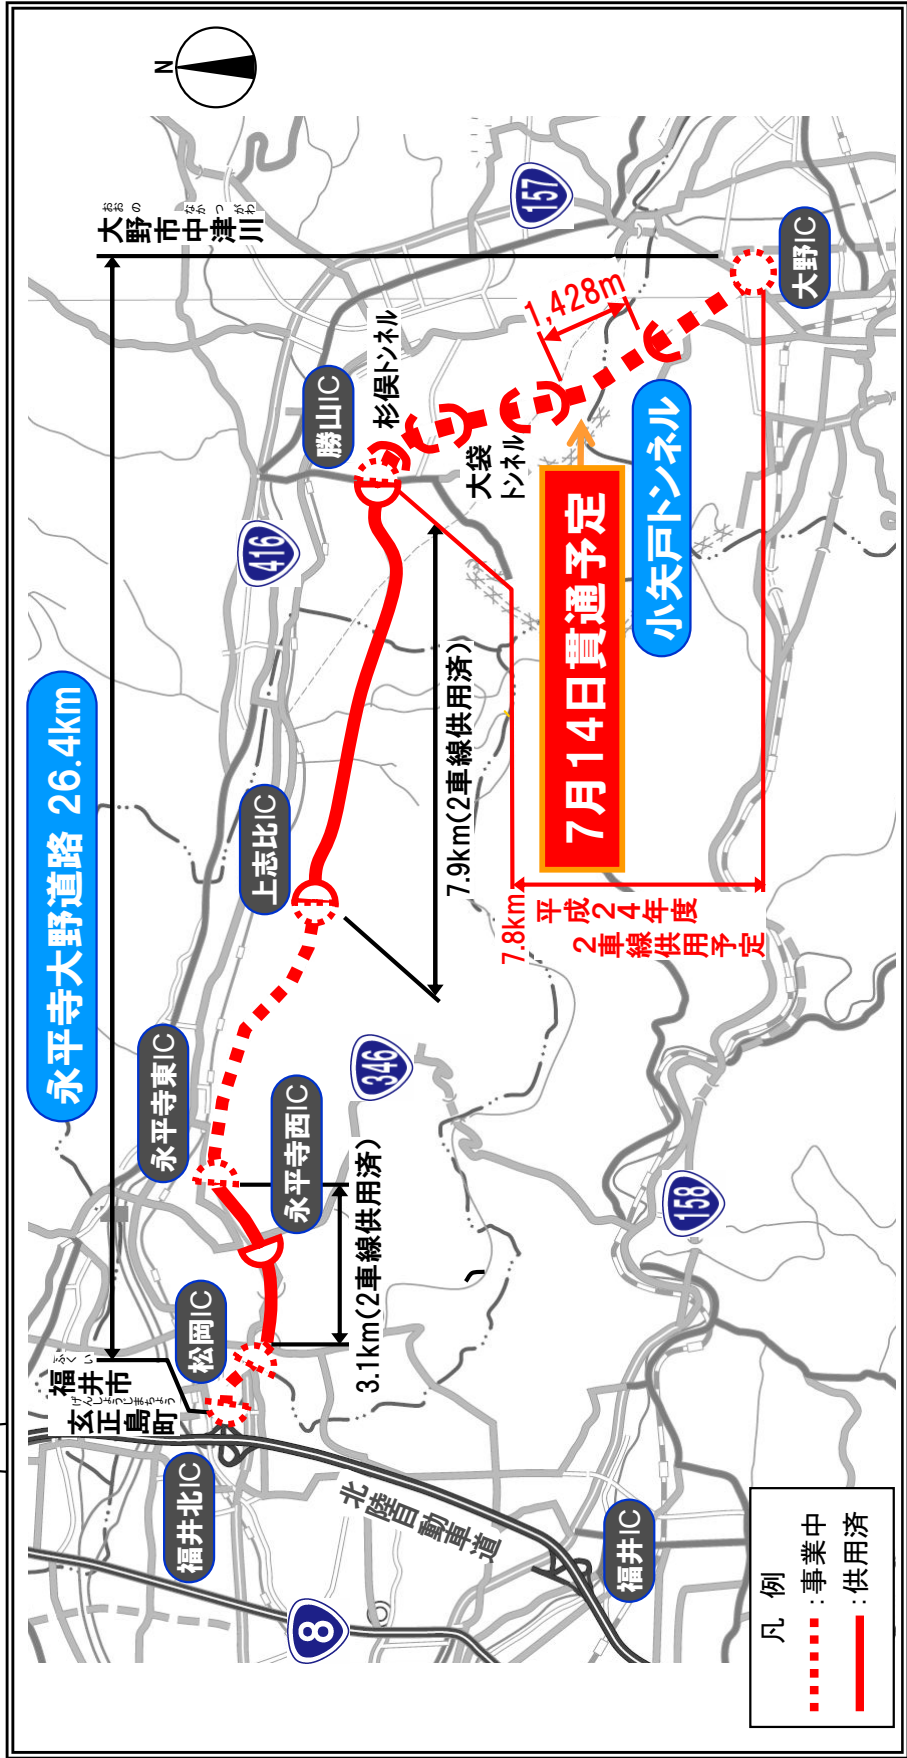 永平寺大野道路 26.4km
N
おお の
なか つ がわ
大野市中津川
157
大野IC
勝山IC
杉俣トンネル
大袋
トンネル
1,428m
小矢戸トンネル
7月14日貫通予定
416
7.9km(2車線供用済)
7.8km
平成24年度
2車線供用予定
上志比IC
永平寺東IC
永平寺西IC
346
3.1km(2車線供用済)
158
松岡IC
ふく い
福井市
げんしょうじまちょう
玄正島町
福井北IC
北陸自動車道
福井IC
8
凡 例
:事業中
:供用済